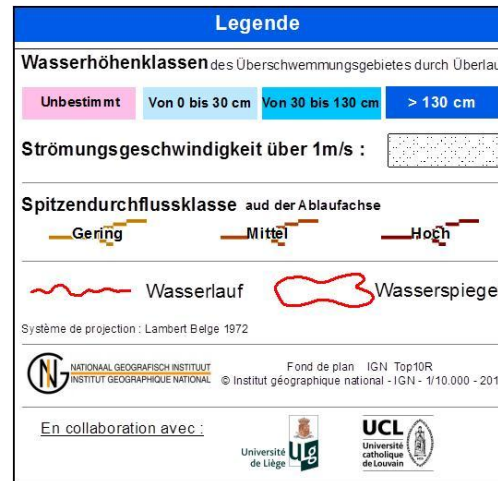 Legende
Wasserhöhenklassen des Überschwemmungsgebietes durch Überlau
Unbestimmt Von 0 bis 30 cm Von 30 bis 130 cm > 130 cm
Strömungsgeschwindigkeit über 1m/s :
Spitzendurchflussklasse aud der Ablaufachse
Gering Mittel Hoch
Wasserlauf Wasserspiege
Système de projection : Lambert Belge 1972
NGI NATIONAAL GEOGRAFISCH INSTITUUT
INSTITUT GEOGRAPHIQUE NATIONAL
Fond de plan IGN Top10R
© Institut géographique national - IGN - 1/10.000 - 201
En collaboration avec :
Université de Liège
ULg
UCL
Université
catholique
de Louvain